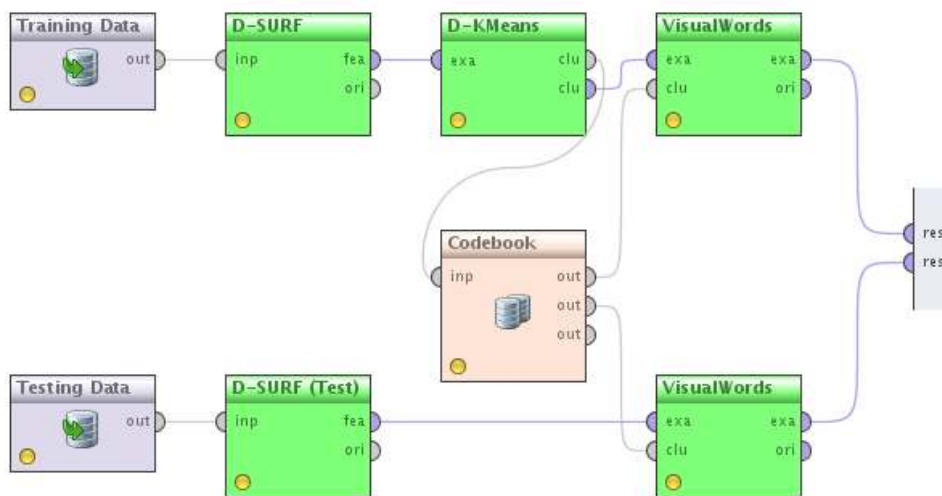 Training Data
out
D-SURF
inp
fea
ori
D-KMeans
exa
clu
clu
VisualWords
exa
exa
clu
ori
res
res
Codebook
inp
out
out
out
Testing Data
out
D-SURF (Test)
inp
fea
ori
VisualWords
exa
exa
clu
ori